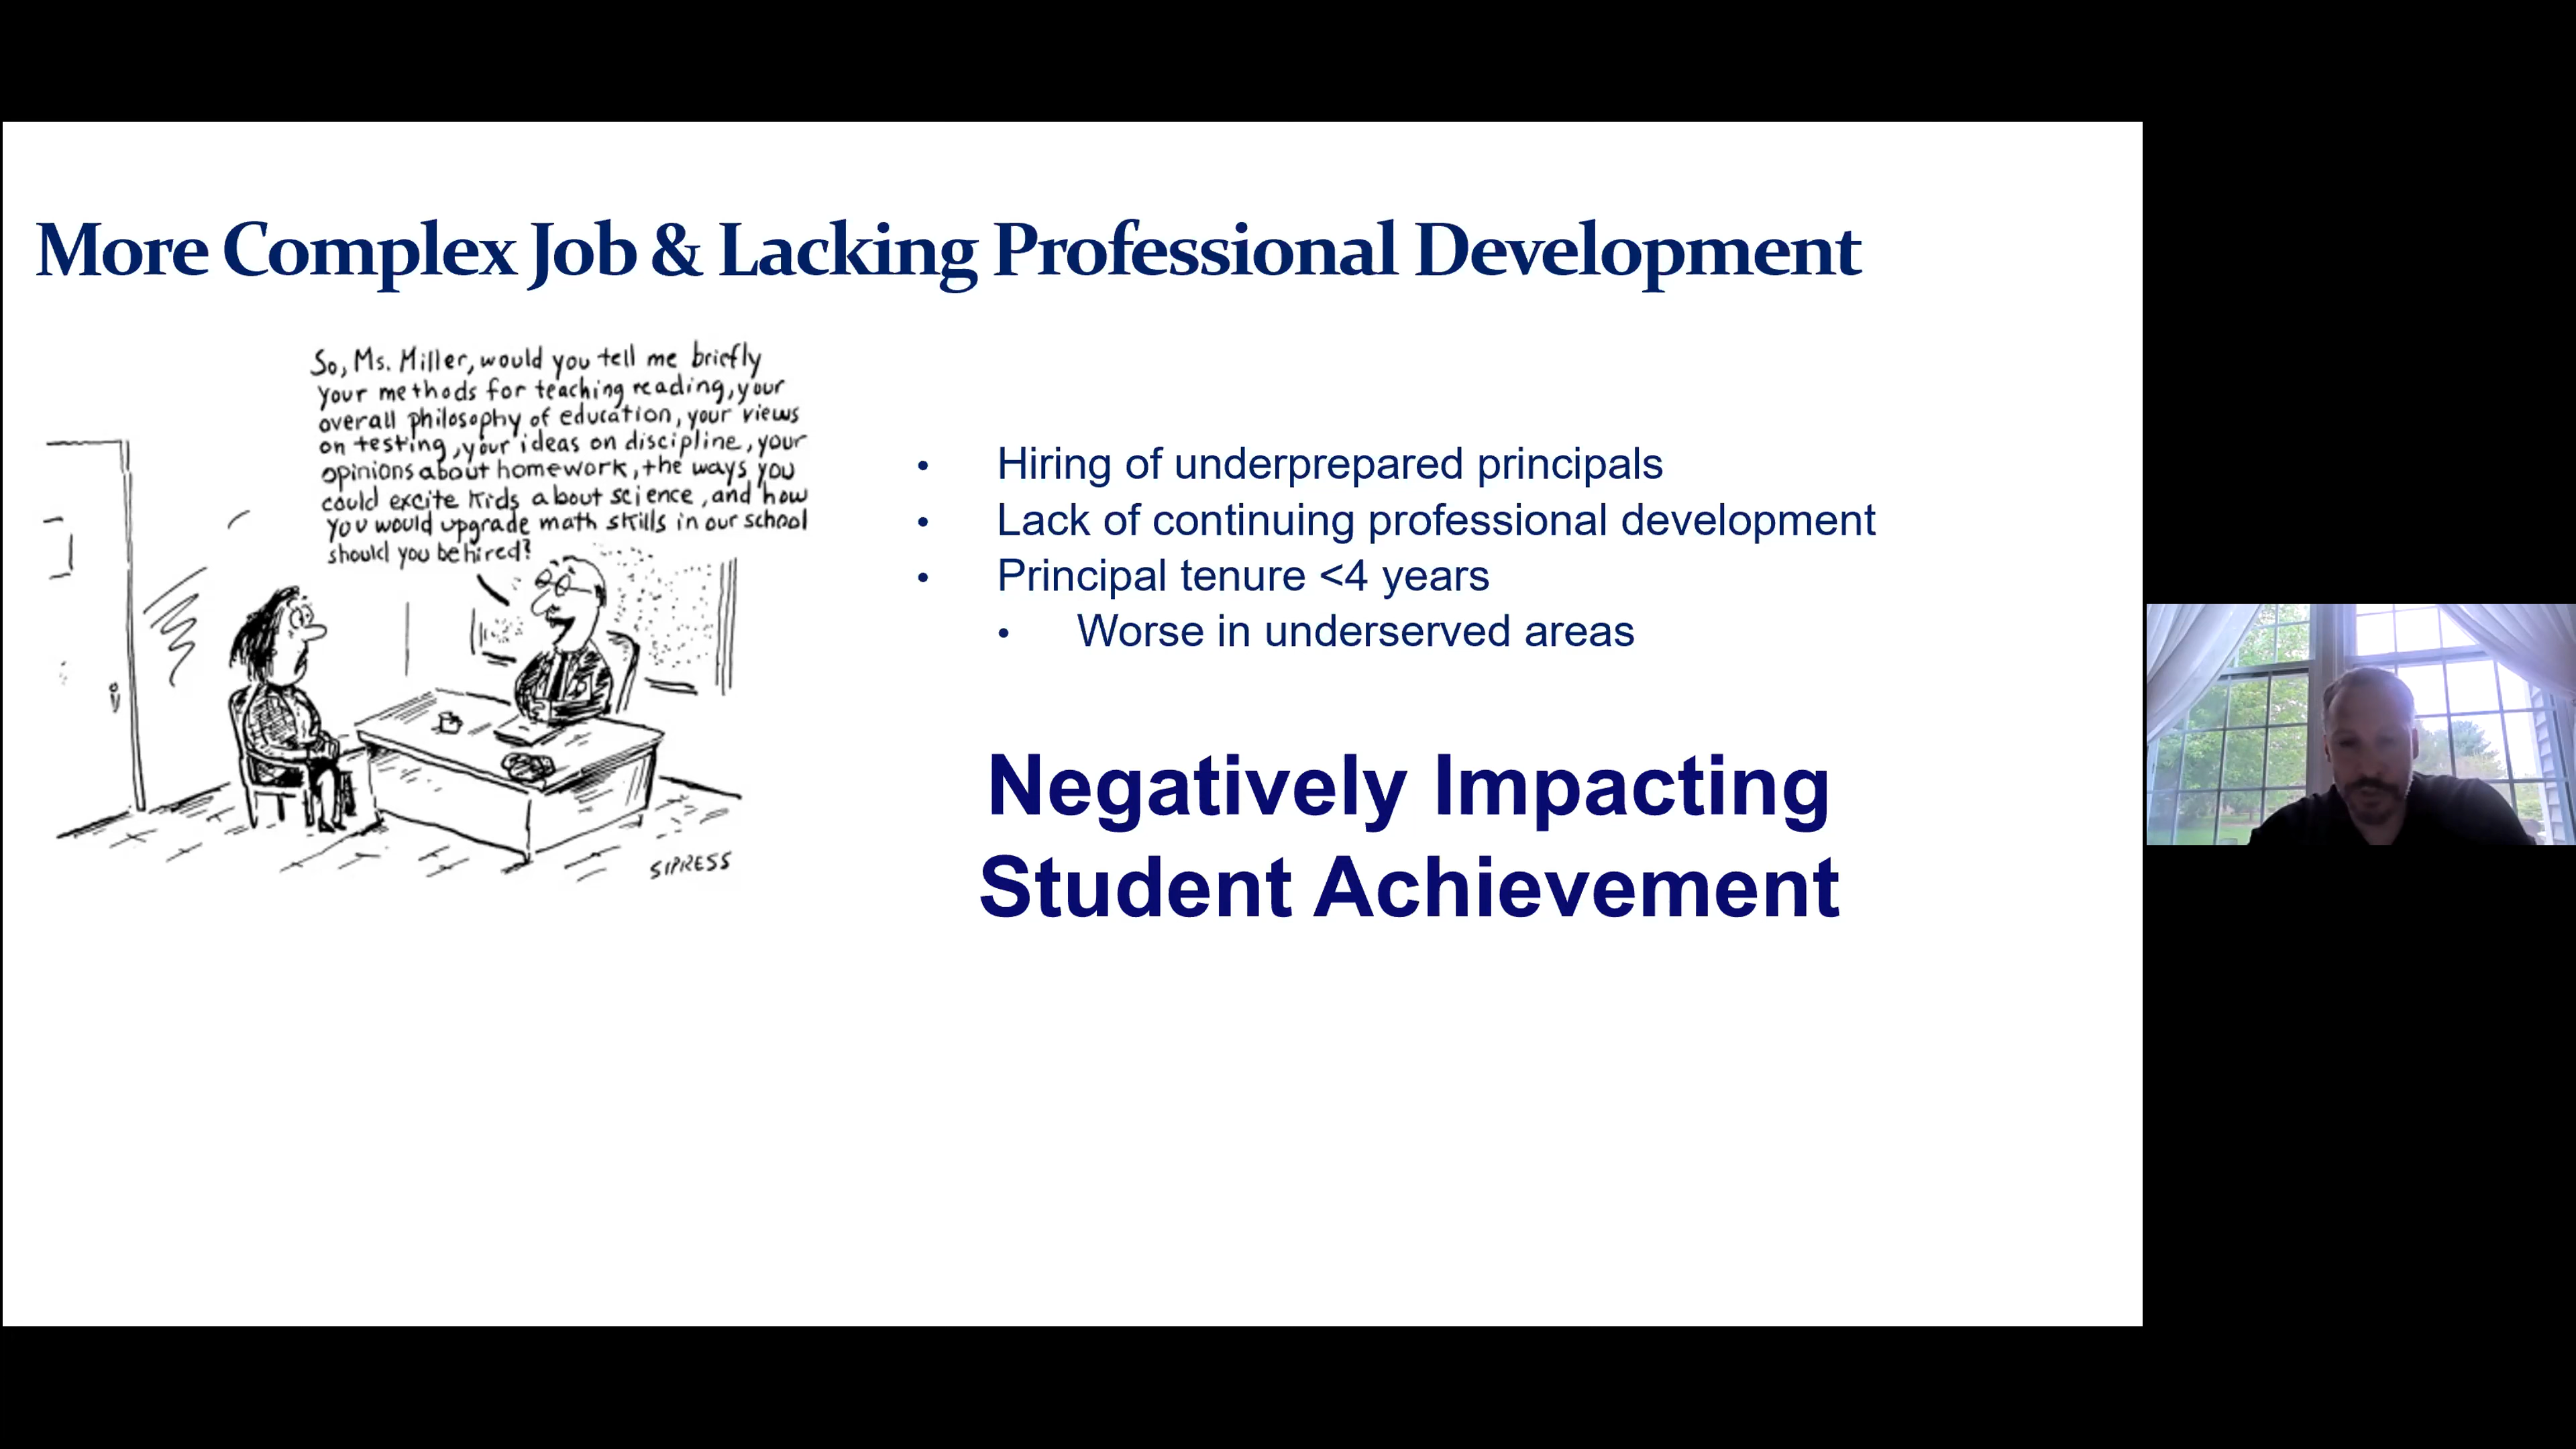 More Complex Job & Lacking Professional Development
So, Ms. Miller, would you tell me briefly
your methods for teaching reading, your
overall philosophy of education, your views
on testing, your ideas on discipline, your
opinions about homework, the ways you
could excite kids about science, and how
you would upgrade math skills in our school
should you be hired?
SIPRESS
• Hiring of underprepared principals
• Lack of continuing professional development
• Principal tenure <4 years
• Worse in underserved areas
Negatively Impacting
Student Achievement